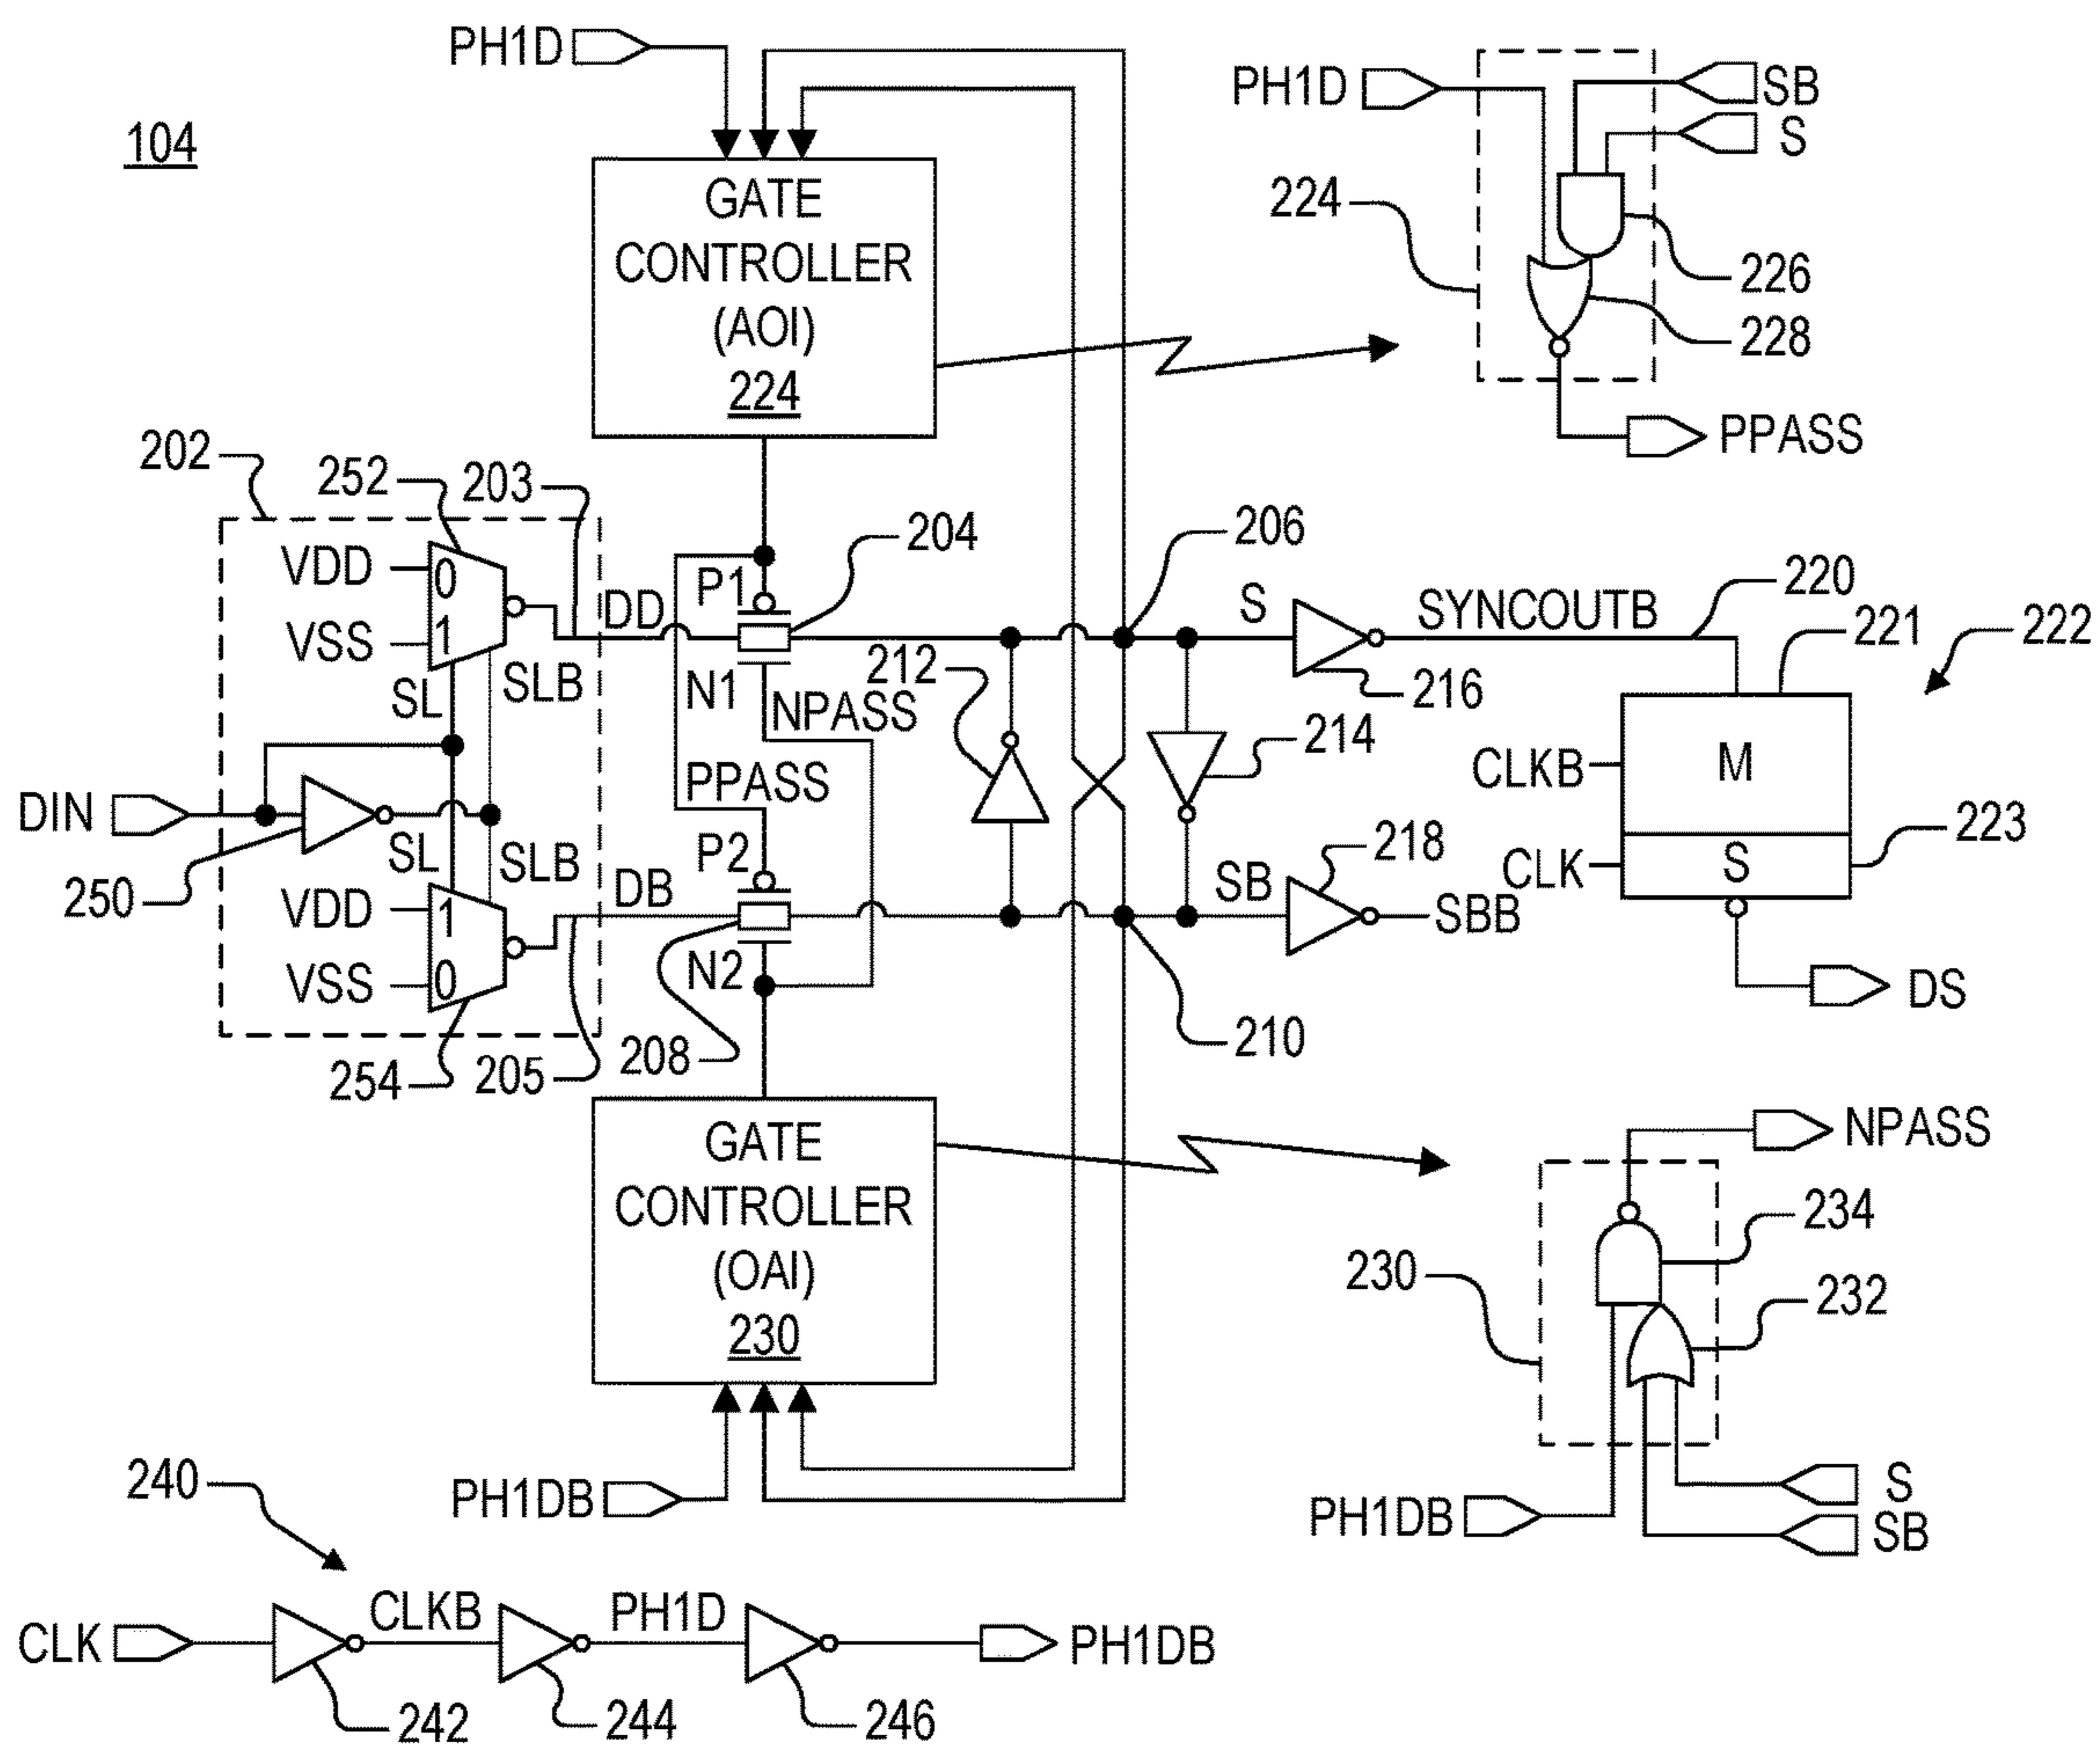 104
PH1D
GATE
CONTROLLER
(AOI)
224
PH1D
SB
S
224
226
228
PPASS
202
252
203
204
206
VDD
0
VSS
1
SL
SLB
DD
P1
N1
NPASS
PPASS
212
S
SYNCOUTB
220
221
222
216
214
CLKB
M
CLK
S
223
DS
DIN
250
SL
SLB
VDD
1
VSS
0
254
205
DB
P2
N2
208
SB
218
SBB
210
GATE
CONTROLLER
(OAI)
230
PH1DB
NPASS
234
232
230
S
SB
PH1DB
240
CLK
CLKB
PH1D
PH1DB
242
244
246